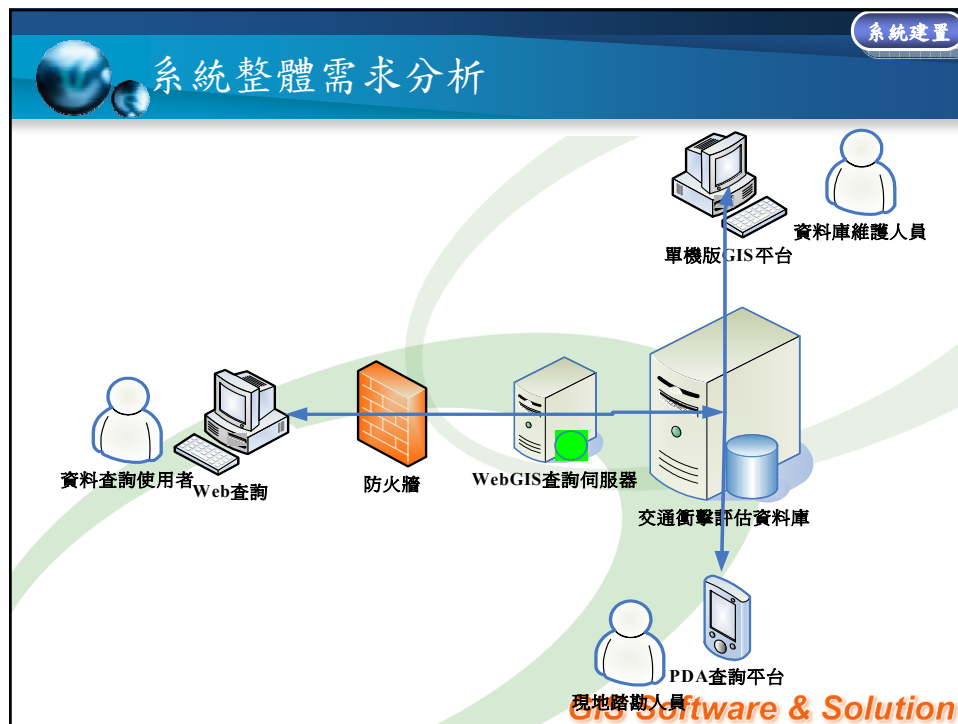 系統建置
系統整體需求分析
資料庫維護人員
單機版GIS平台
資料查詢使用者
Web查詢
防火牆
WebGIS查詢伺服器
交通衝擊評估資料庫
PDA查詢平台
現地踏勘人員
GIS Software & Solution